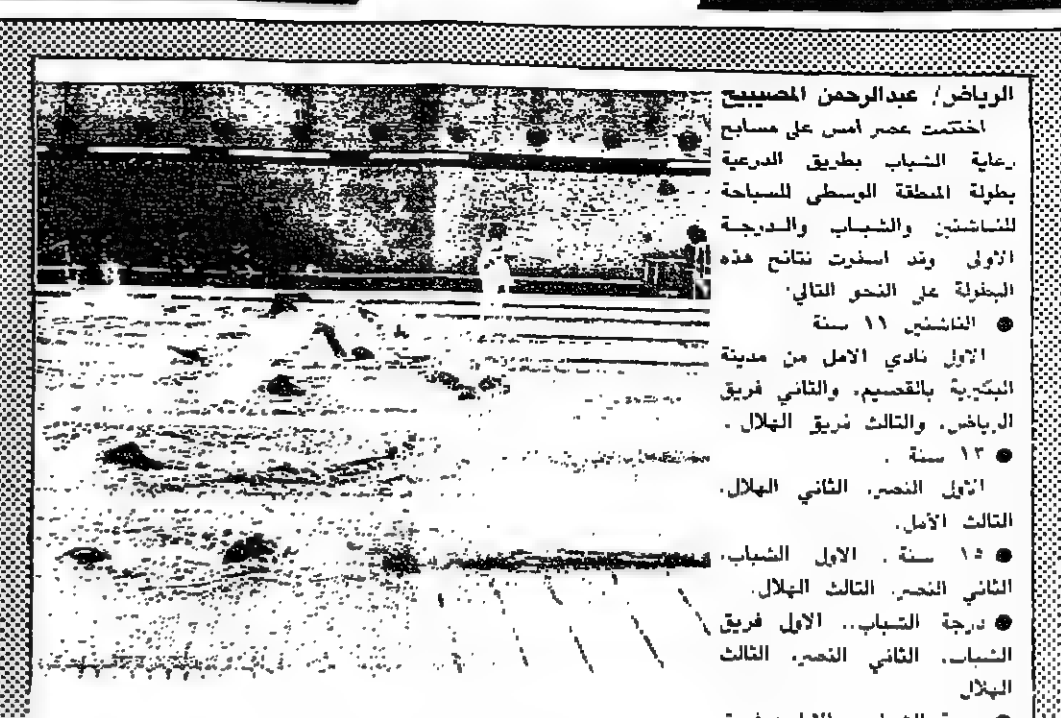 الرياض/ عبدالرحمن المصيبيح
اختتمت عصر أمس على مسابح
رعاية الشباب بطريق الدرعية
بطولة المنطقة الوسطى للسباحة
للناشئين والشباب والدرجة
الاولى وقد اسفرت نتائج هذه
البطولة على النحو التالي:
● الناشئين ١١ سنة
الاول نادي الامل من مدينة
البكيرية بالقصيم، والثاني فريق
الرياض، والثالث فريق الهلال.
● ١٣ سنة .
الأول النصر، الثاني الهلال،
الثالث الأمل.
● ١٥ سنة . الاول الشباب،
الثاني النصر، الثالث الهلال.
● درجة الشباب.. الاول فريق
الشباب، الثاني النصر، الثالث
الهلال